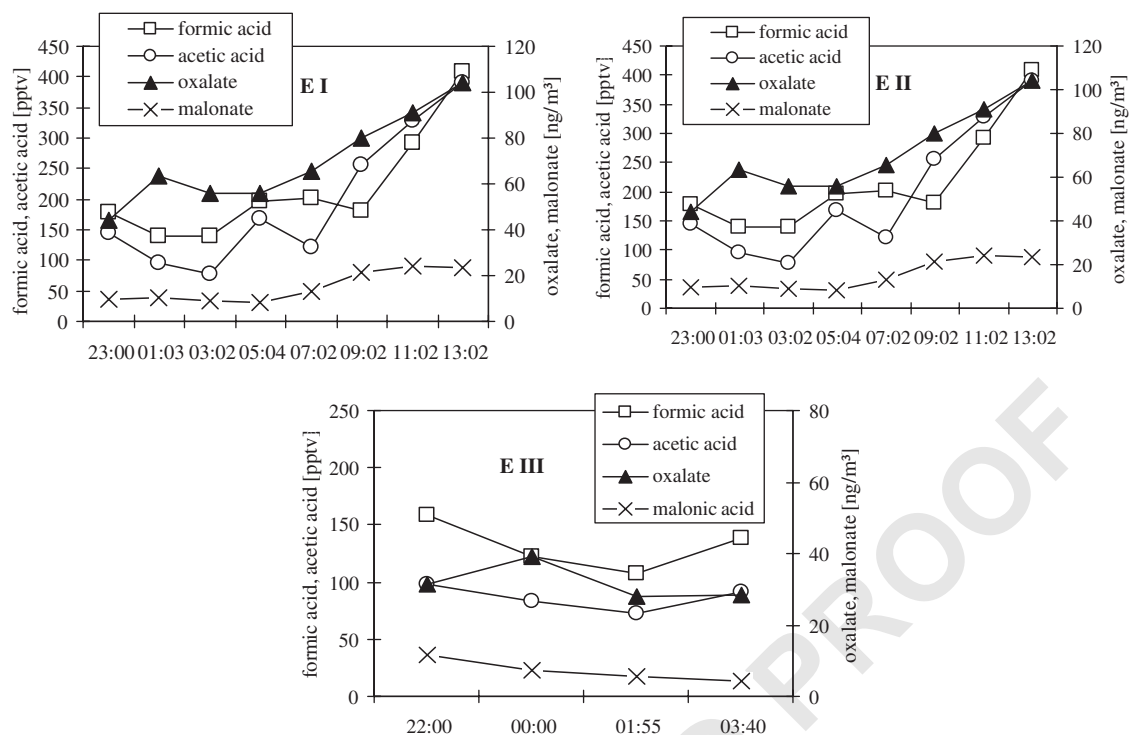 formic acid
acetic acid
oxalate
malonate
E I
formic acid, acetic acid [pptv]
450
400
350
300
250
200
150
100
50
0
120
100
80
60
40
20
0
oxalate, malonate [ng/m³]
23:00 01:03 03:02 05:04 07:02 09:02 11:02 13:02
formic acid
acetic acid
oxalate
malonate
E II
formic acid, acetic acid [pptv]
450
400
350
300
250
200
150
100
50
0
120
100
80
60
40
20
0
oxalate, malonate [ng/m³]
23:00 01:03 03:02 05:04 07:02 09:02 11:02 13:02
formic acid
acetic acid
oxalate
malonic acid
E III
formic acid, acetic acid [pptv]
250
200
150
100
50
0
80
60
40
20
0
oxalate, malonate [ng/m³]
22:00 00:00 01:55 03:40
PROOF